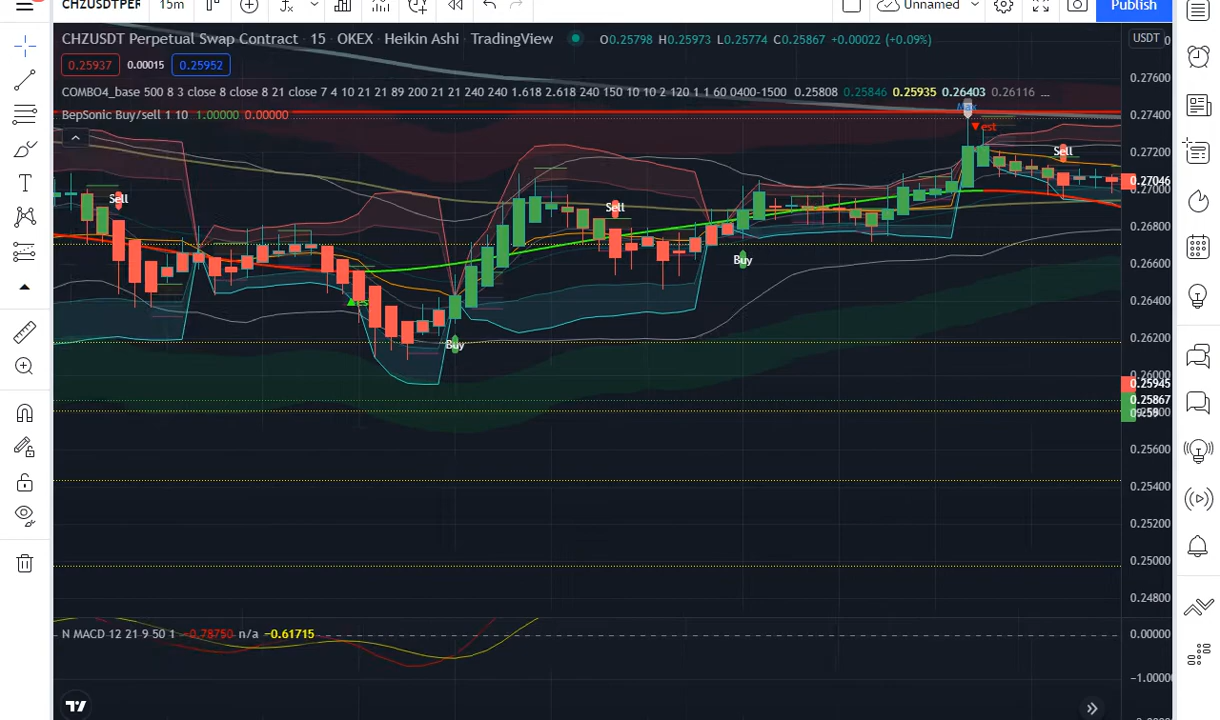 CHZUSDTPER 15m Unnamed Publish
CHZUSDT Perpetual Swap Contract · 15 · OKEX · Heikin Ashi · TradingView O0.25798 H0.25973 L0.25774 C0.25867 +0.00022 (+0.09%)
USDT
0.25937 0.00015 0.25952
0.27600
COMBO4_base 500 8 3 close 8 close 8 21 close 7 4 10 21 21 89 200 21 21 240 240 1.618 2.618 240 150 10 10 2 120 1 1 60 0400-1500 0.25808 0.25846 0.25935 0.26403 0.26116 ...
BepSonic Buy/sell 1 10 1.00000 0.00000
0.27400
Sell
0.27200
0.27046
0.27000
Sell
Sell
0.26800
Buy
0.26600
0.26400
Buy
0.26200
0.26000
0.25945
0.25867
0.25600
0.25400
0.25200
0.25000
0.24800
N MACD 12 21 9 50 1 −0.78750 n/a −0.61715
0.00000
−1.0000